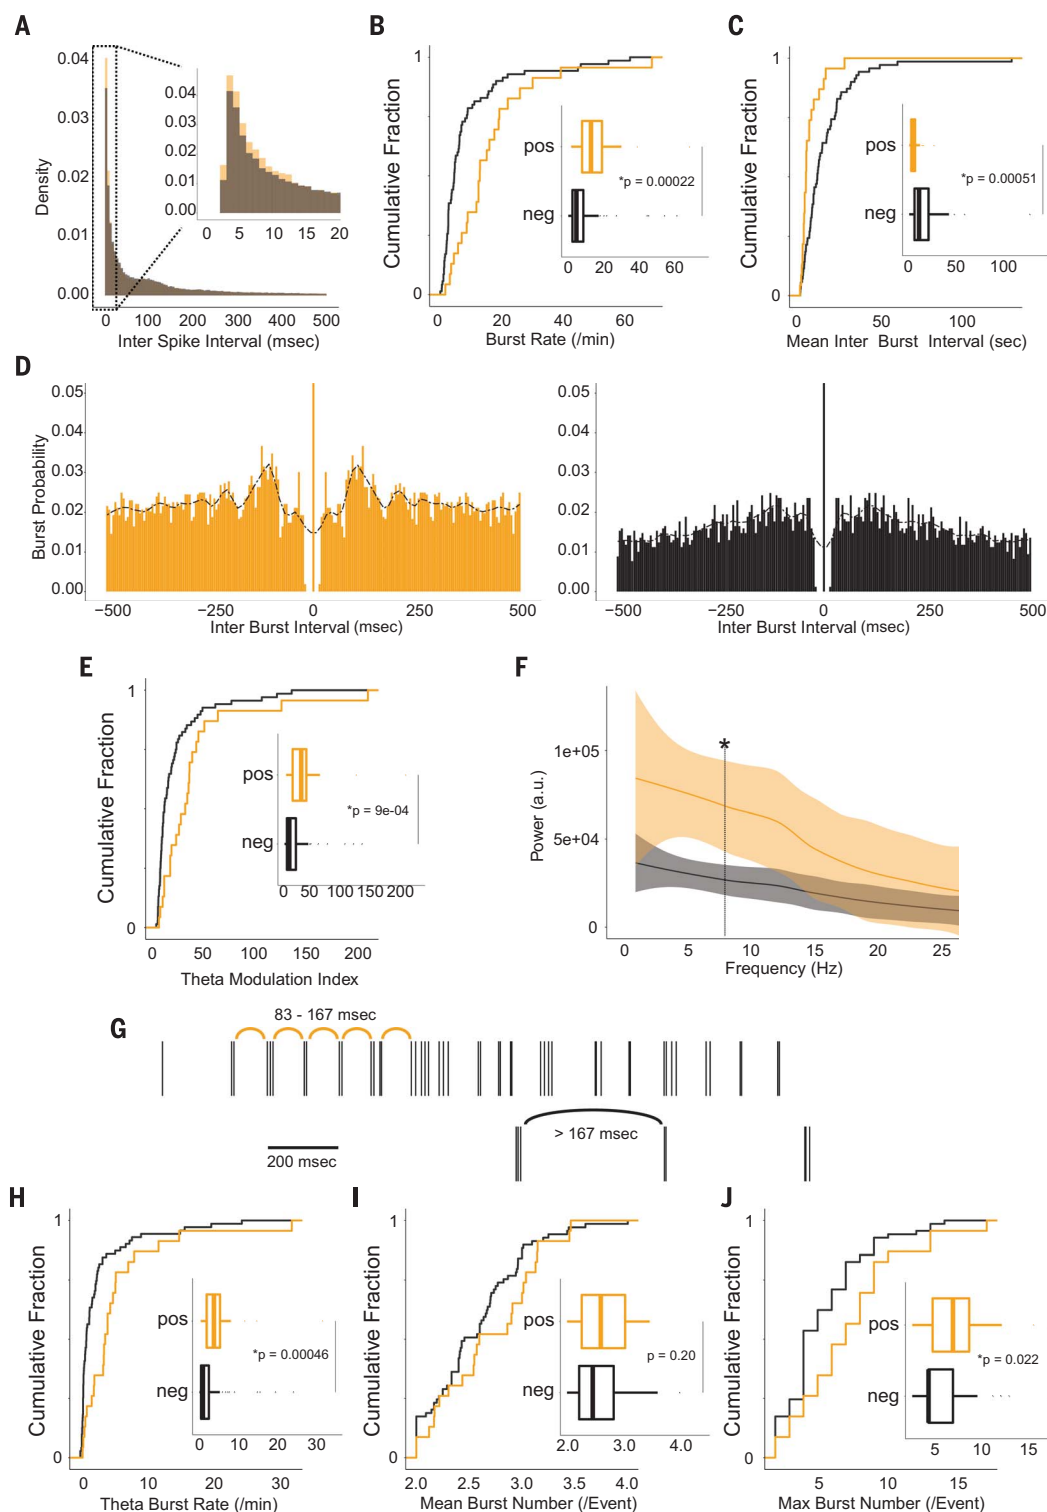 A
0.04
0.03
0.02
0.01
0.00
Density
0.04
0.03
0.02
0.01
0.00
0 5 10 15 20
0 100 200 300 400 500
Inter Spike Interval (msec)
B
1
0
Cumulative Fraction
pos
neg
*p = 0.00022
0 20 40 60
0 20 40 60
Burst Rate (/min)
C
1
0
Cumulative Fraction
pos
neg
*p = 0.00051
0 50 100
0 50 100
Mean Inter Burst Interval (sec)
D
0.05
0.04
0.03
0.02
0.01
0.00
Burst Probability
−500 −250 0 250 500
Inter Burst Interval (msec)
0.05
0.04
0.03
0.02
0.01
0.00
−500 −250 0 250 500
Inter Burst Interval (msec)
E
1
0
Cumulative Fraction
pos
neg
*p = 9e-04
0 50 100 150 200
0 50 100 150 200
Theta Modulation Index
F
1e+05
5e+04
0
Power (a.u.)
*
0 5 10 15 20 25
Frequency (Hz)
G
83 - 167 msec
> 167 msec
200 msec
H
1
0
Cumulative Fraction
pos
neg
*p = 0.00046
0 10 20 30
0 10 20 30
Theta Burst Rate (/min)
I
1
0
Cumulative Fraction
pos
neg
p = 0.20
2.0 3.0 4.0
2.0 2.5 3.0 3.5 4.0
Mean Burst Number (/Event)
J
1
0
Cumulative Fraction
pos
neg
*p = 0.022
5 10 15
5 10 15
Max Burst Number (/Event)